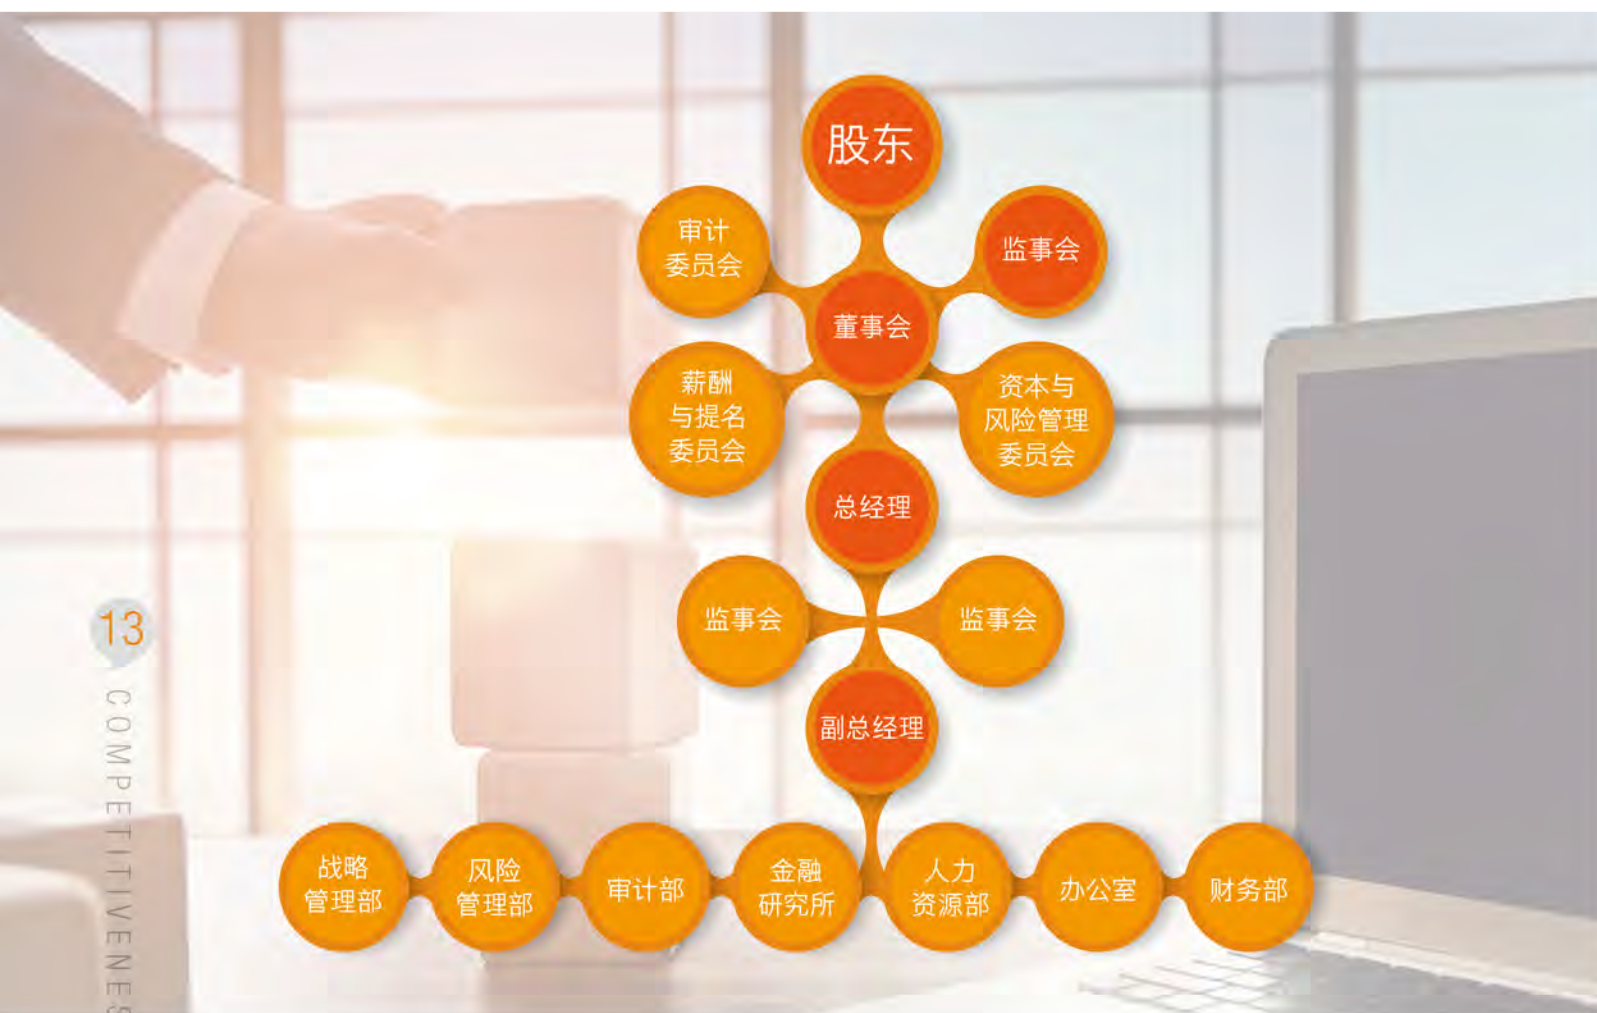 股东
审计
委员会
监事会
董事会
薪酬
与提名
委员会
资本与
风险管理
委员会
总经理
监事会
监事会
副总经理
战略
管理部
风险
管理部
审计部
金融
研究所
人力
资源部
办公室
财务部
13
COMPETITIVENES